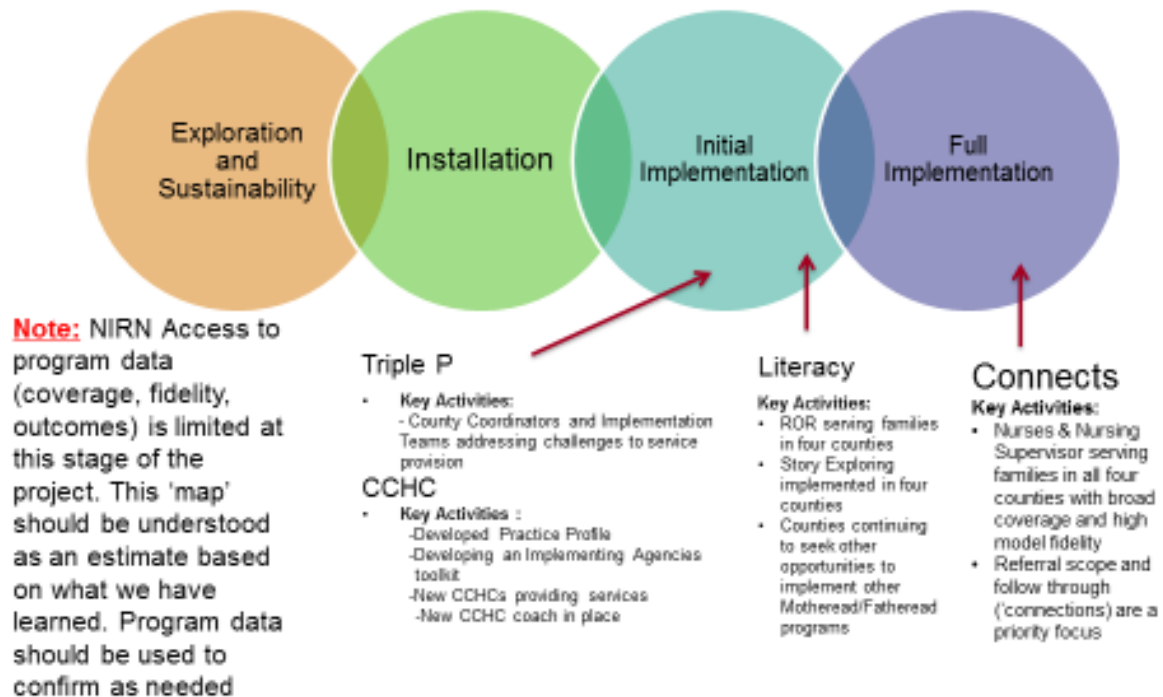 Exploration
and
Sustainability
Installation
Initial
Implementation
Full
Implementation
Note: NIRN Access to
program data
(coverage, fidelity,
outcomes) is limited at
this stage of the
project. This ‘map’
should be understood
as an estimate based
on what we have
learned. Program data
should be used to
confirm as needed
Triple P
• Key Activities:
- County Coordinators and Implementation
Teams addressing challenges to service
provision
CCHC
• Key Activities :
-Developed Practice Profile
-Developing an Implementing Agencies
toolkit
-New CCHCs providing services
-New CCHC coach in place
Literacy
Key Activities:
• ROR serving families
in four counties
• Story Exploring
implemented in four
counties
• Counties continuing
to seek other
opportunities to
implement other
Motheread/Fatheread
programs
Connects
Key Activities:
• Nurses & Nursing
Supervisor serving
families in all four
counties with broad
coverage and high
model fidelity
• Referral scope and
follow through
(‘connections) are a
priority focus